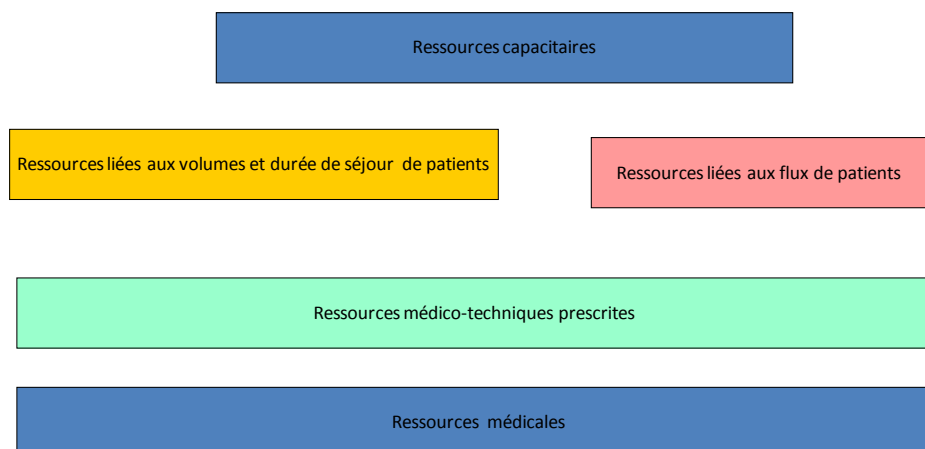 Ressources capacitaires
Ressources liées aux volumes et durée de séjour de patients
Ressources liées aux flux de patients
Ressources médico-techniques prescrites
Ressources médicales